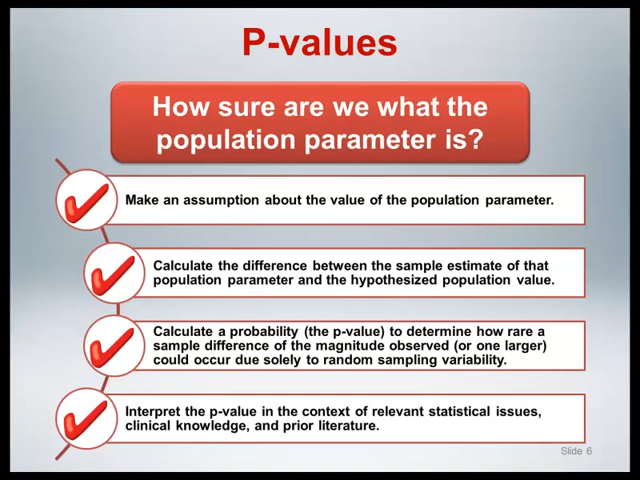 P-values
How sure are we what the
population parameter is?
Make an assumption about the value of the population parameter.
Calculate the difference between the sample estimate of that
population parameter and the hypothesized population value.
Calculate a probability (the p-value) to determine how rare a
sample difference of the magnitude observed (or one larger)
could occur due solely to random sampling variability.
Interpret the p-value in the context of relevant statistical issues,
clinical knowledge, and prior literature.
Slide 6